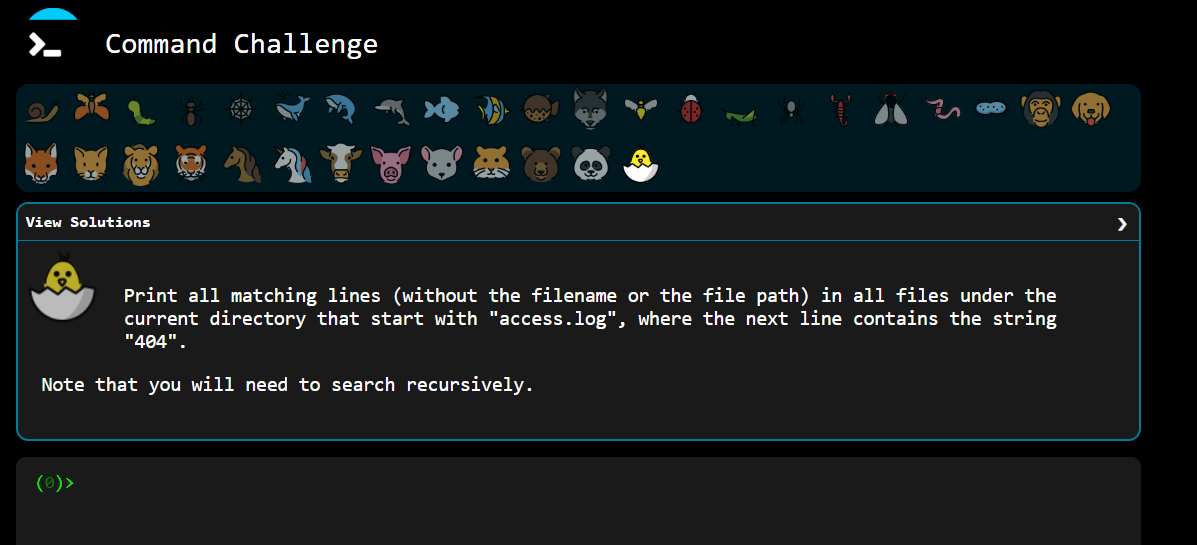 Command Challenge
View Solutions
Print all matching lines (without the filename or the file path) in all files under the
current directory that start with "access.log", where the next line contains the string
"404".
Note that you will need to search recursively.
(0)>